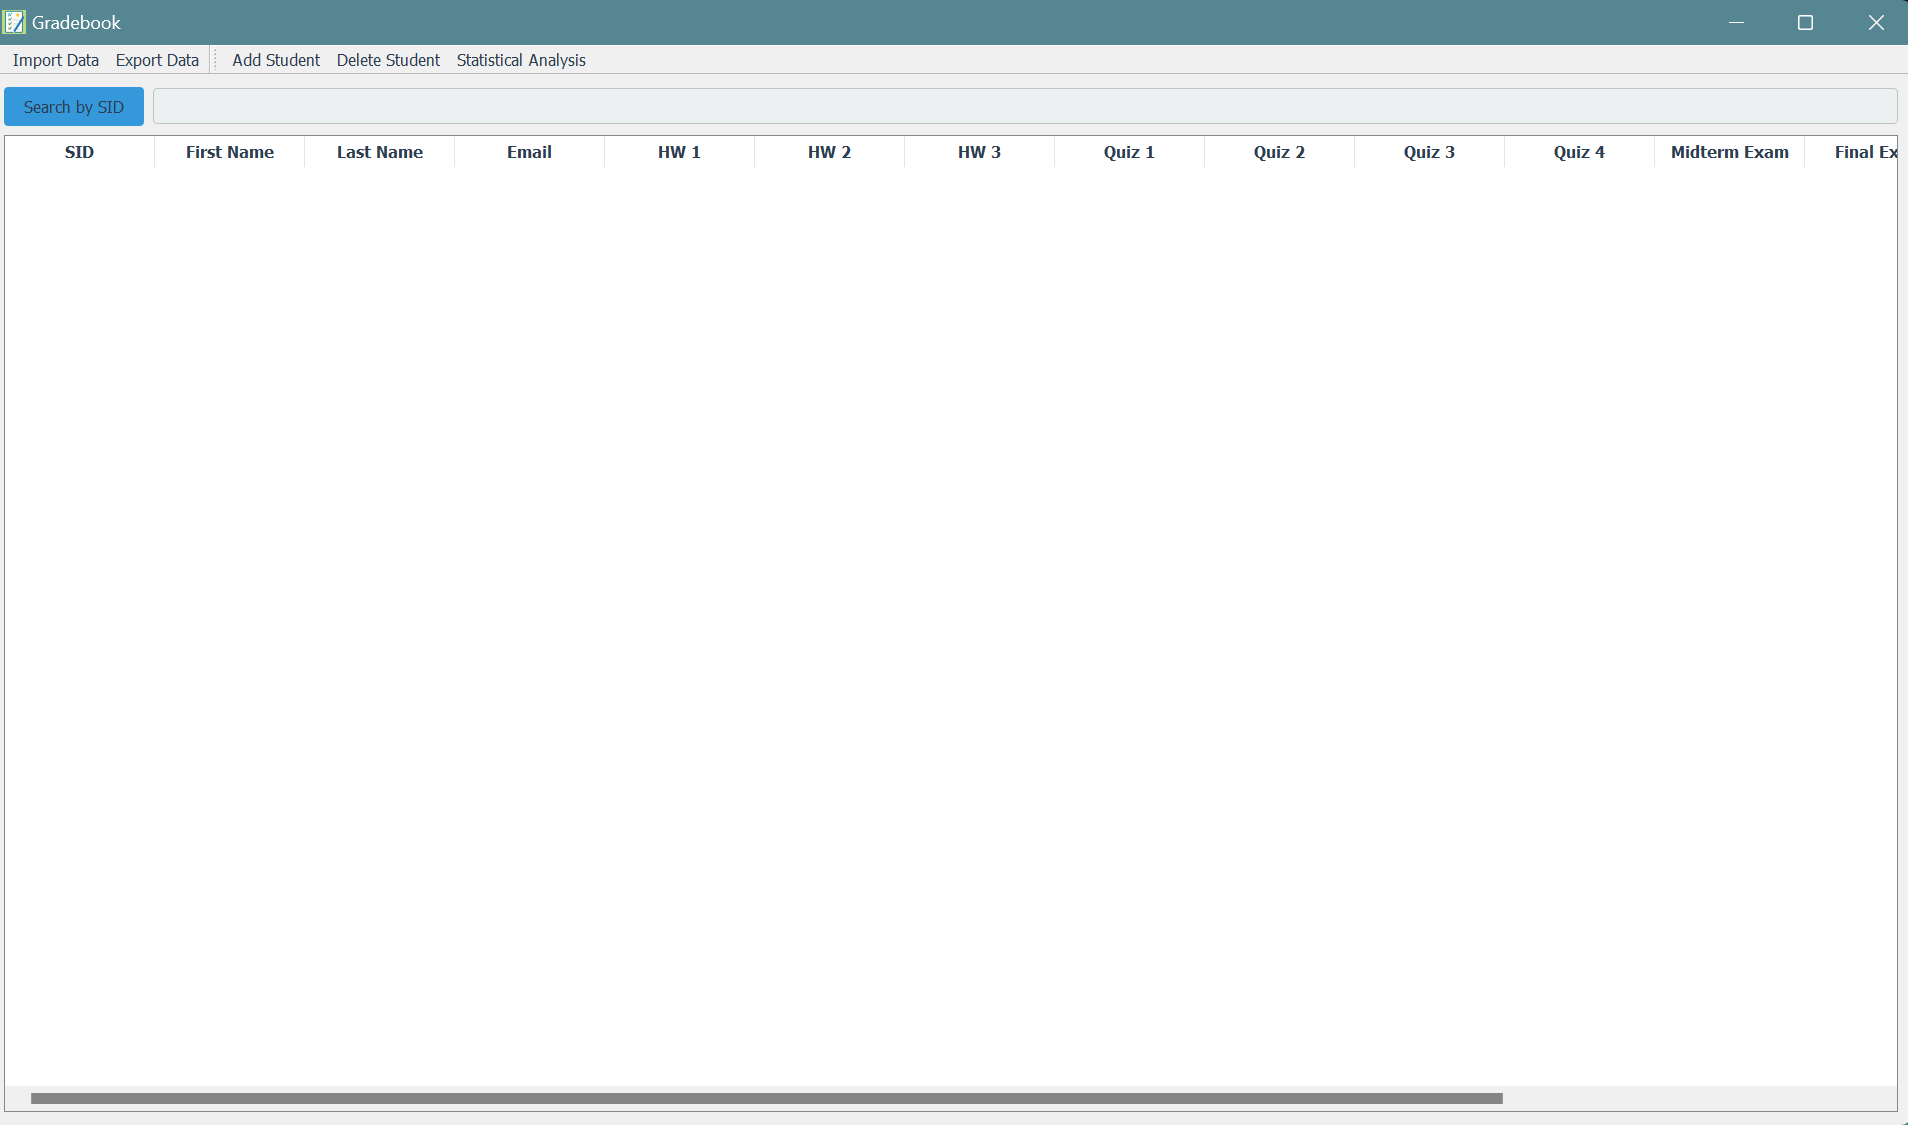 Gradebook
Import Data Export Data Add Student Delete Student Statistical Analysis
Search by SID
SID First Name Last Name Email HW 1 HW 2 HW 3 Quiz 1 Quiz 2 Quiz 3 Quiz 4 Midterm Exam Final Ex